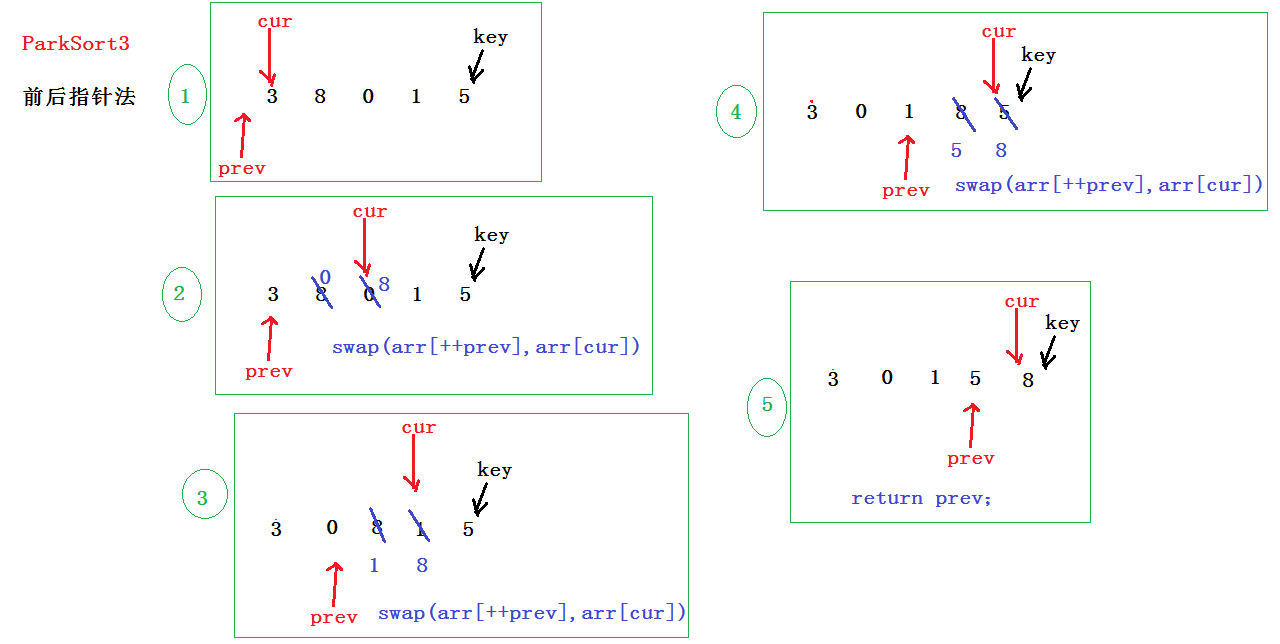 ParkSort3
前后指针法
1
cur
key
3 8 0 1 5
prev
2
cur
key
0 8
3 8 0 1 5
swap(arr[++prev],arr[cur])
prev
3
cur
key
3 0 8 1 5
1 8
prev
swap(arr[++prev],arr[cur])
4
cur
key
3 0 1 8 5
5 8
prev
swap(arr[++prev],arr[cur])
5
cur
key
3 0 1 5 8
prev
return prev;